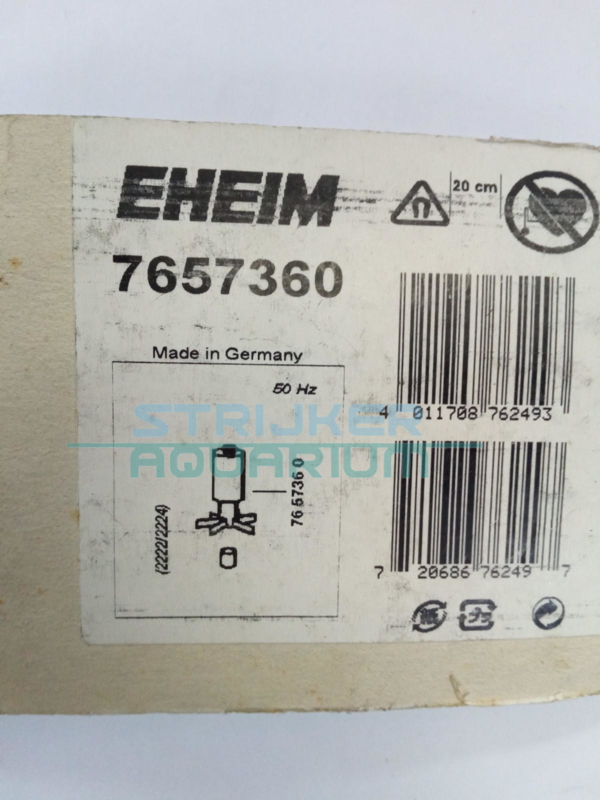 EHEIM
20 cm
7657360
Made in Germany
50 Hz
4 011708 762493
STRIJKER
AQUARIUM
76 5736 0
(2222/2224)
7 20686 76249 7